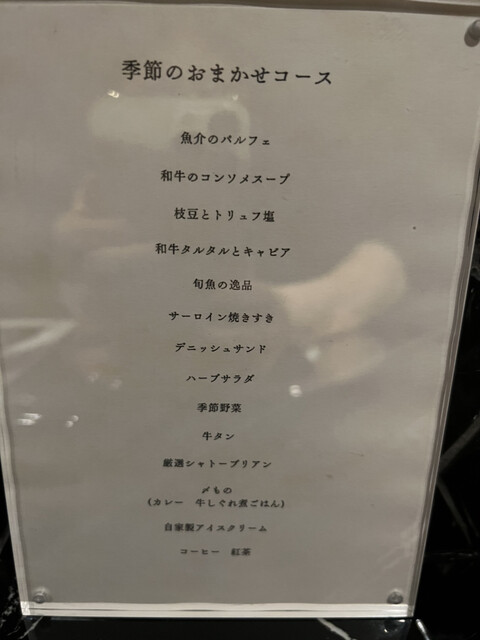 季節のおまかせコース
魚介のパルフェ
和牛のコンソメスープ
枝豆とトリュフ塩
和牛タルタルとキャビア
旬魚の逸品
サーロイン焼きすき
デニッシュサンド
ハーブサラダ
季節野菜
牛タン
厳選シャトーブリアン
〆もの
(カレー 牛しぐれ煮ごはん)
自家製アイスクリーム
コーヒー 紅茶